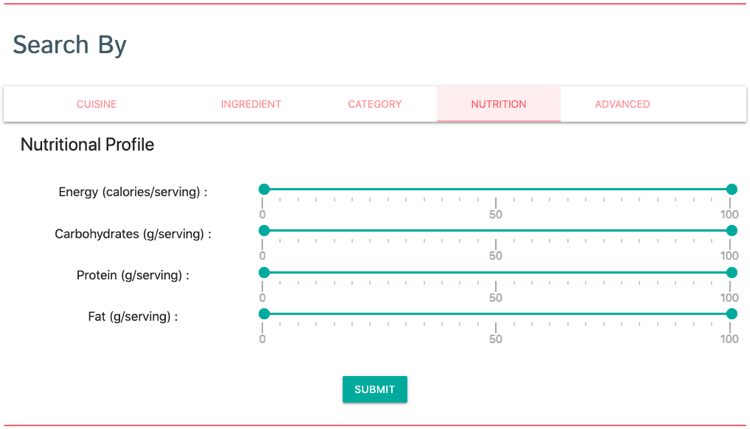 Search By
CUISINE INGREDIENT CATEGORY NUTRITION ADVANCED
Nutritional Profile
Energy (calories/serving) :
0 50 100
Carbohydrates (g/serving) :
0 50 100
Protein (g/serving) :
0 50 100
Fat (g/serving) :
0 50 100
SUBMIT